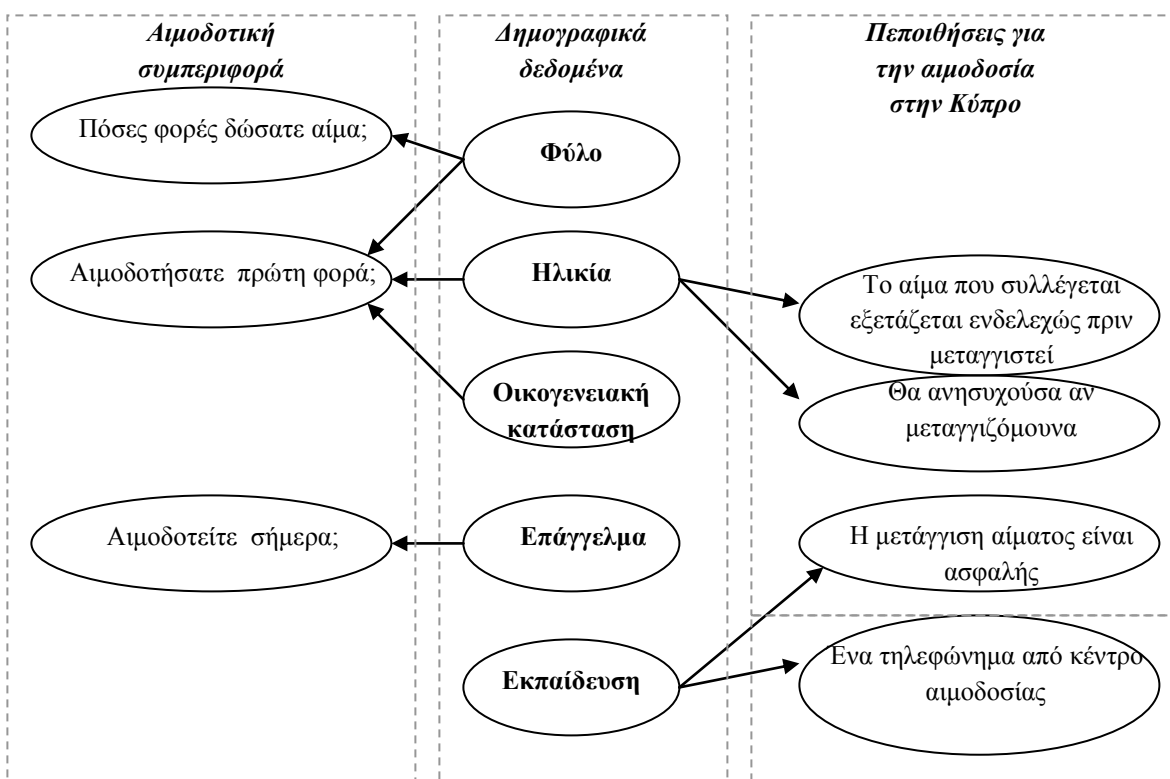 Αιμοδοτική
συμπεριφορά
Πόσες φορές δώσατε αίμα;
Αιμοδοτήσατε πρώτη φορά;
Αιμοδοτείτε σήμερα;
Δημογραφικά
δεδομένα
Φύλο
Ηλικία
Οικογενειακή
κατάσταση
Επάγγελμα
Εκπαίδευση
Πεποιθήσεις για
την αιμοδοσία
στην Κύπρο
Το αίμα που συλλέγεται
εξετάζεται ενδελεχώς πριν
μεταγγιστεί
Θα ανησυχούσα αν
μεταγγιζόμουνα
Η μετάγγιση αίματος είναι
ασφαλής
Ενα τηλεφώνημα από κέντρο
αιμοδοσίας